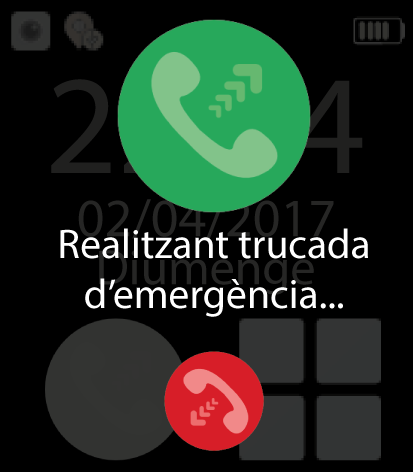 02/04/2017
Realitzant trucada
Diumenge
d’emergència...